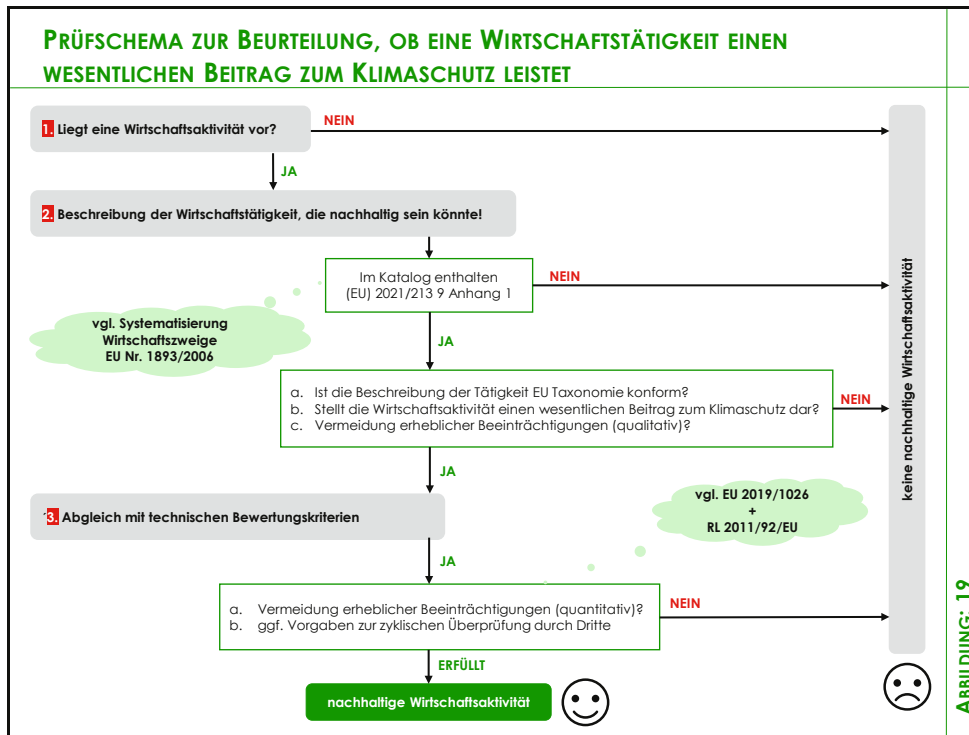 PRÜFSCHEMA ZUR BEURTEILUNG, OB EINE WIRTSCHAFTSTÄTIGKEIT EINEN
WESENTLICHEN BEITRAG ZUM KLIMASCHUTZ LEISTET
1. Liegt eine Wirtschaftsaktivität vor?
NEIN
JA
2. Beschreibung der Wirtschaftstätigkeit, die nachhaltig sein könnte!
Im Katalog enthalten
(EU) 2021/213 9 Anhang 1
NEIN
vgl. Systematisierung
Wirtschaftszweige
EU Nr. 1893/2006
JA
a. Ist die Beschreibung der Tätigkeit EU Taxonomie konform?
b. Stellt die Wirtschaftsaktivität einen wesentlichen Beitrag zum Klimaschutz dar?
c. Vermeidung erheblicher Beeinträchtigungen (qualitativ)?
NEIN
JA
3. Abgleich mit technischen Bewertungskriterien
vgl. EU 2019/1026
+
RL 2011/92/EU
JA
a. Vermeidung erheblicher Beeinträchtigungen (quantitativ)?
b. ggf. Vorgaben zur zyklischen Überprüfung durch Dritte
NEIN
ERFÜLLT
nachhaltige Wirtschaftsaktivität
keine nachhaltige Wirtschaftsaktivität
ABBILDUNG: 19